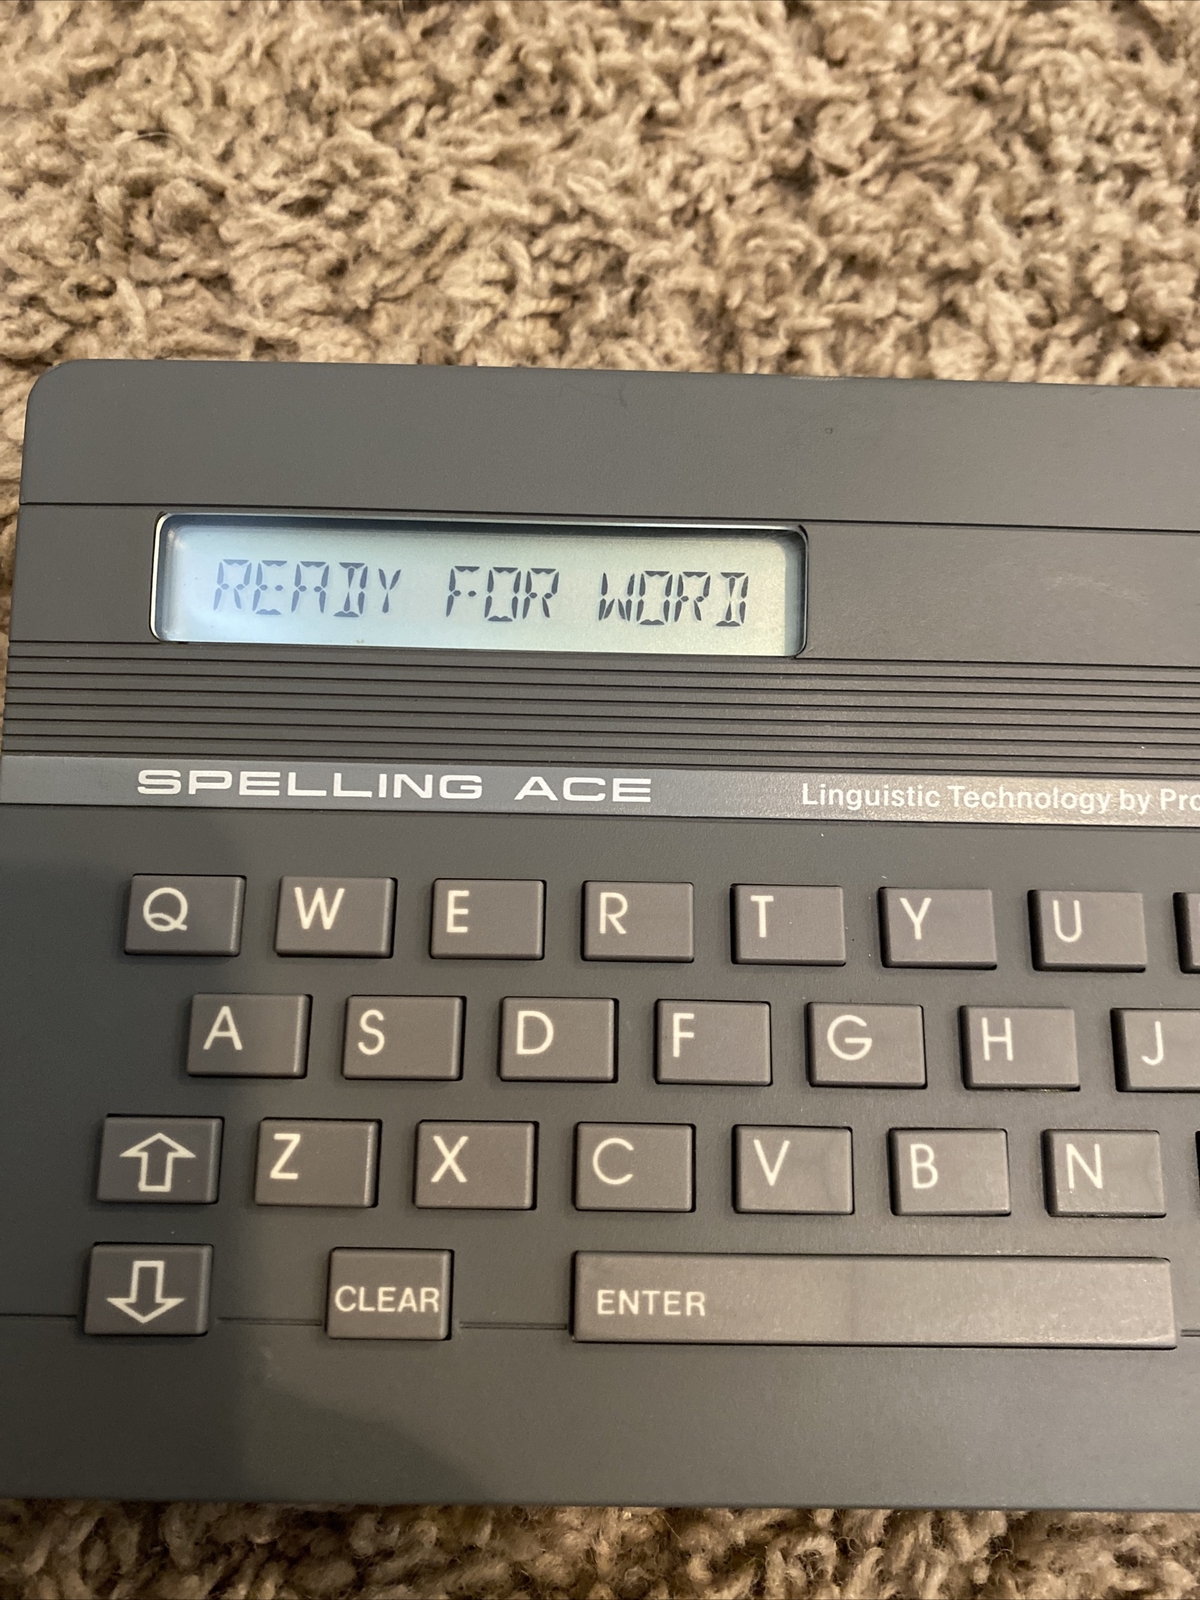 READY FOR WORD
SPELLING ACE
Linguistic Technology by
Q W E R T Y U
A S D F G H J
Z X C V B N
CLEAR ENTER